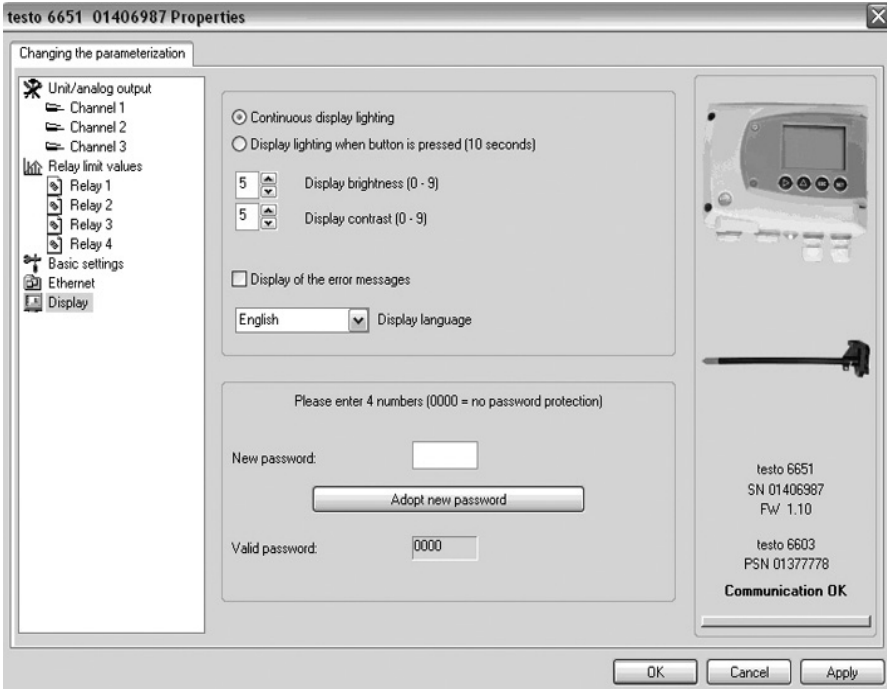 testo 6651 01406987 Properties
Changing the parameterization
Unit/analog output
Channel 1
Channel 2
Channel 3
Relay limit values
Relay 1
Relay 2
Relay 3
Relay 4
Basic settings
Ethernet
Display
Continuous display lighting
Display lighting when button is pressed (10 seconds)
5 Display brightness (0 - 9)
5 Display contrast (0 - 9)
Display of the error messages
English Display language
Please enter 4 numbers (0000 = no password protection)
New password:
Adopt new password
Valid password: 0000
testo 6651
SN 01406987
FW 1.10
testo 6603
PSN 01377778
Communication OK
OK Cancel Apply